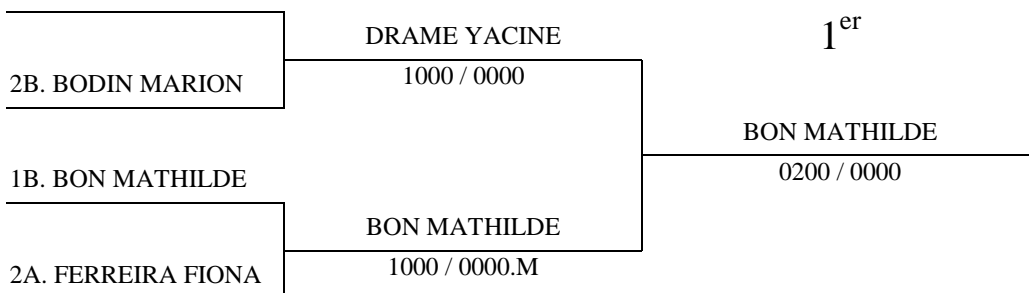 DRAME YACINE
1er
2B. BODIN MARION
1000 / 0000
BON MATHILDE
1B. BON MATHILDE
0200 / 0000
BON MATHILDE
2A. FERREIRA FIONA
1000 / 0000.M